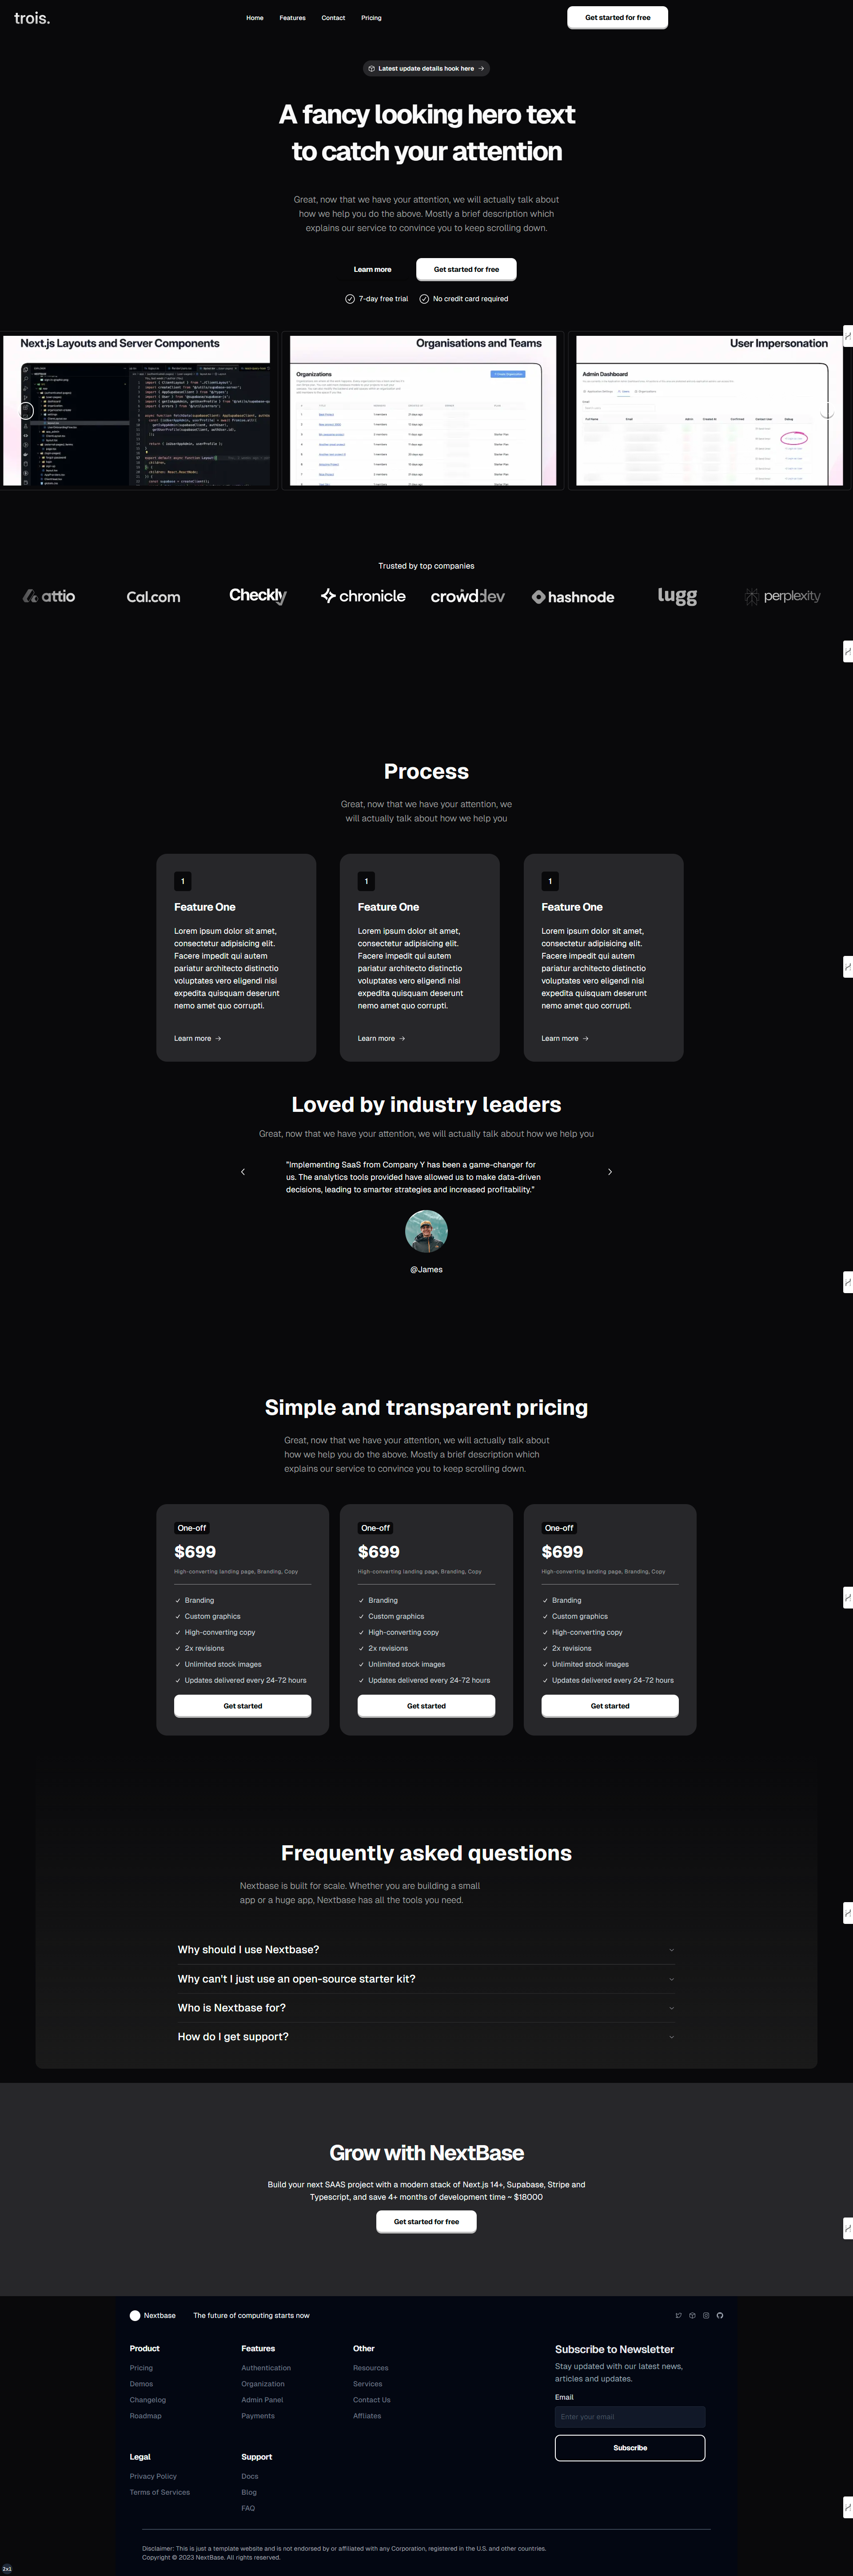 trois.
Home Features Contact Pricing
Get started for free
Latest update details hook here
A fancy looking hero text
to catch your attention
Great, now that we have your attention, we will actually talk about
how we help you do the above. Mostly a brief description which
explains our service to convince you to keep scrolling down.
Learn more
Get started for free
7-day free trial
No credit card required
Next.js Layouts and Server Components
Organisations and Teams
Organizations
User Impersonation
Admin Dashboard
Trusted by top companies
attio
Cal.com
Checkly
chronicle
crowd.dev
hashnode
lugg
perplexity
Process
Great, now that we have your attention, we
will actually talk about how we help you
1
Feature One
Lorem ipsum dolor sit amet,
consectetur adipisicing elit.
Facere impedit qui autem
pariatur architecto distinctio
voluptates vero eligendi nisi
expedita quisquam deserunt
nemo amet quo corrupti.
Learn more
1
Feature One
Lorem ipsum dolor sit amet,
consectetur adipisicing elit.
Facere impedit qui autem
pariatur architecto distinctio
voluptates vero eligendi nisi
expedita quisquam deserunt
nemo amet quo corrupti.
Learn more
1
Feature One
Lorem ipsum dolor sit amet,
consectetur adipisicing elit.
Facere impedit qui autem
pariatur architecto distinctio
voluptates vero eligendi nisi
expedita quisquam deserunt
nemo amet quo corrupti.
Learn more
Loved by industry leaders
Great, now that we have your attention, we will actually talk about how we help you
"Implementing SaaS from Company Y has been a game-changer for
us. The analytics tools provided have allowed us to make data-driven
decisions, leading to smarter strategies and increased profitability."
@James
Simple and transparent pricing
Great, now that we have your attention, we will actually talk about
how we help you do the above. Mostly a brief description which
explains our service to convince you to keep scrolling down.
One-off
$699
High-converting landing page, Branding, Copy
Branding
Custom graphics
High-converting copy
2x revisions
Unlimited stock images
Updates delivered every 24-72 hours
Get started
One-off
$699
High-converting landing page, Branding, Copy
Branding
Custom graphics
High-converting copy
2x revisions
Unlimited stock images
Updates delivered every 24-72 hours
Get started
One-off
$699
High-converting landing page, Branding, Copy
Branding
Custom graphics
High-converting copy
2x revisions
Unlimited stock images
Updates delivered every 24-72 hours
Get started
Frequently asked questions
Nextbase is built for scale. Whether you are building a small
app or a huge app, Nextbase has all the tools you need.
Why should I use Nextbase?
Why can't I just use an open-source starter kit?
Who is Nextbase for?
How do I get support?
Grow with NextBase
Build your next SAAS project with a modern stack of Next.js 14+, Supabase, Stripe and
Typescript, and save 4+ months of development time ~ $18000
Get started for free
Nextbase
The future of computing starts now
Product
Pricing
Demos
Changelog
Roadmap
Features
Authentication
Organization
Admin Panel
Payments
Other
Resources
Services
Contact Us
Affliates
Subscribe to Newsletter
Stay updated with our latest news,
articles and updates.
Email
Enter your email
Subscribe
Legal
Privacy Policy
Terms of Services
Support
Docs
Blog
FAQ
Disclaimer: This is just a template website and is not endorsed by or affiliated with any Corporation, registered in the U.S. and other countries.
Copyright © 2023 NextBase. All rights reserved.
2xl